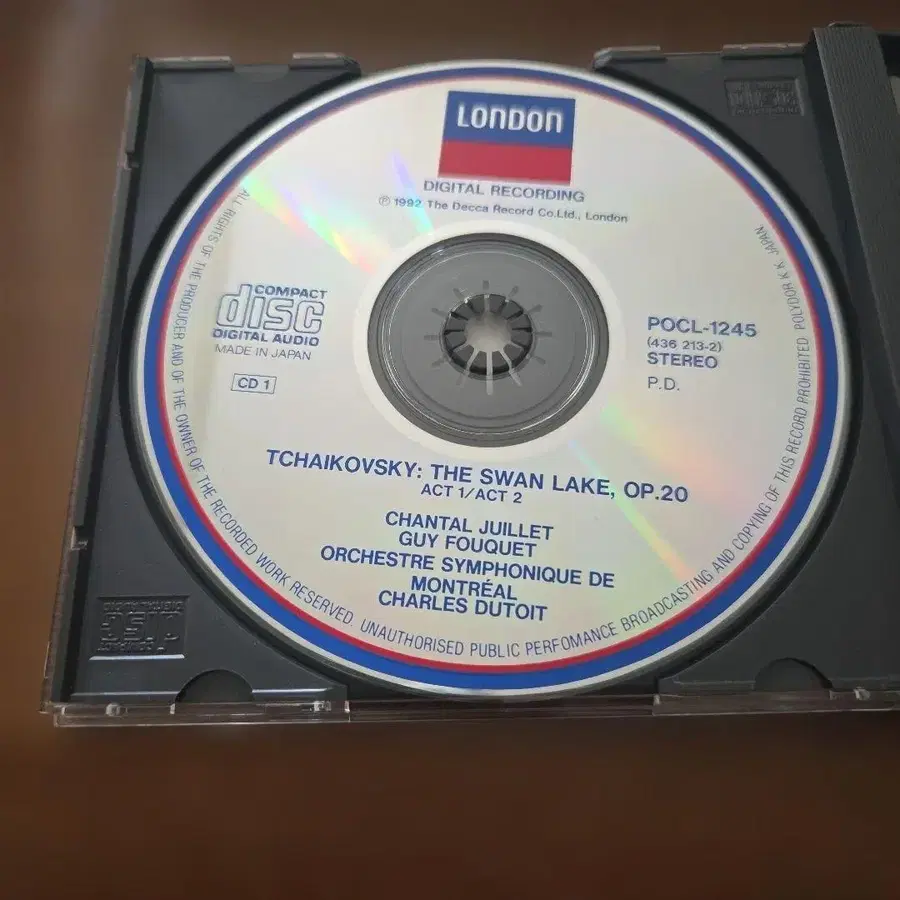 LONDON
DIGITAL RECORDING
℗ 1992 The Decca Record Co.Ltd., London
COMPACT
disc
DIGITAL AUDIO
MADE IN JAPAN
CD 1
POCL-1245
(436 213-2)
STEREO
P.D.
TCHAIKOVSKY: THE SWAN LAKE, OP.20
ACT 1/ACT 2
CHANTAL JUILLET
GUY FOUQUET
ORCHESTRE SYMPHONIQUE DE
MONTRÉAL
CHARLES DUTOIT
ALL RIGHTS OF THE PRODUCER AND OF THE OWNER OF THE RECORDED WORK RESERVED. UNAUTHORISED PUBLIC PERFOMANCE BROADCASTING AND COPYING OF THIS RECORD PROHIBITED POLYDOR K.K. JAPAN